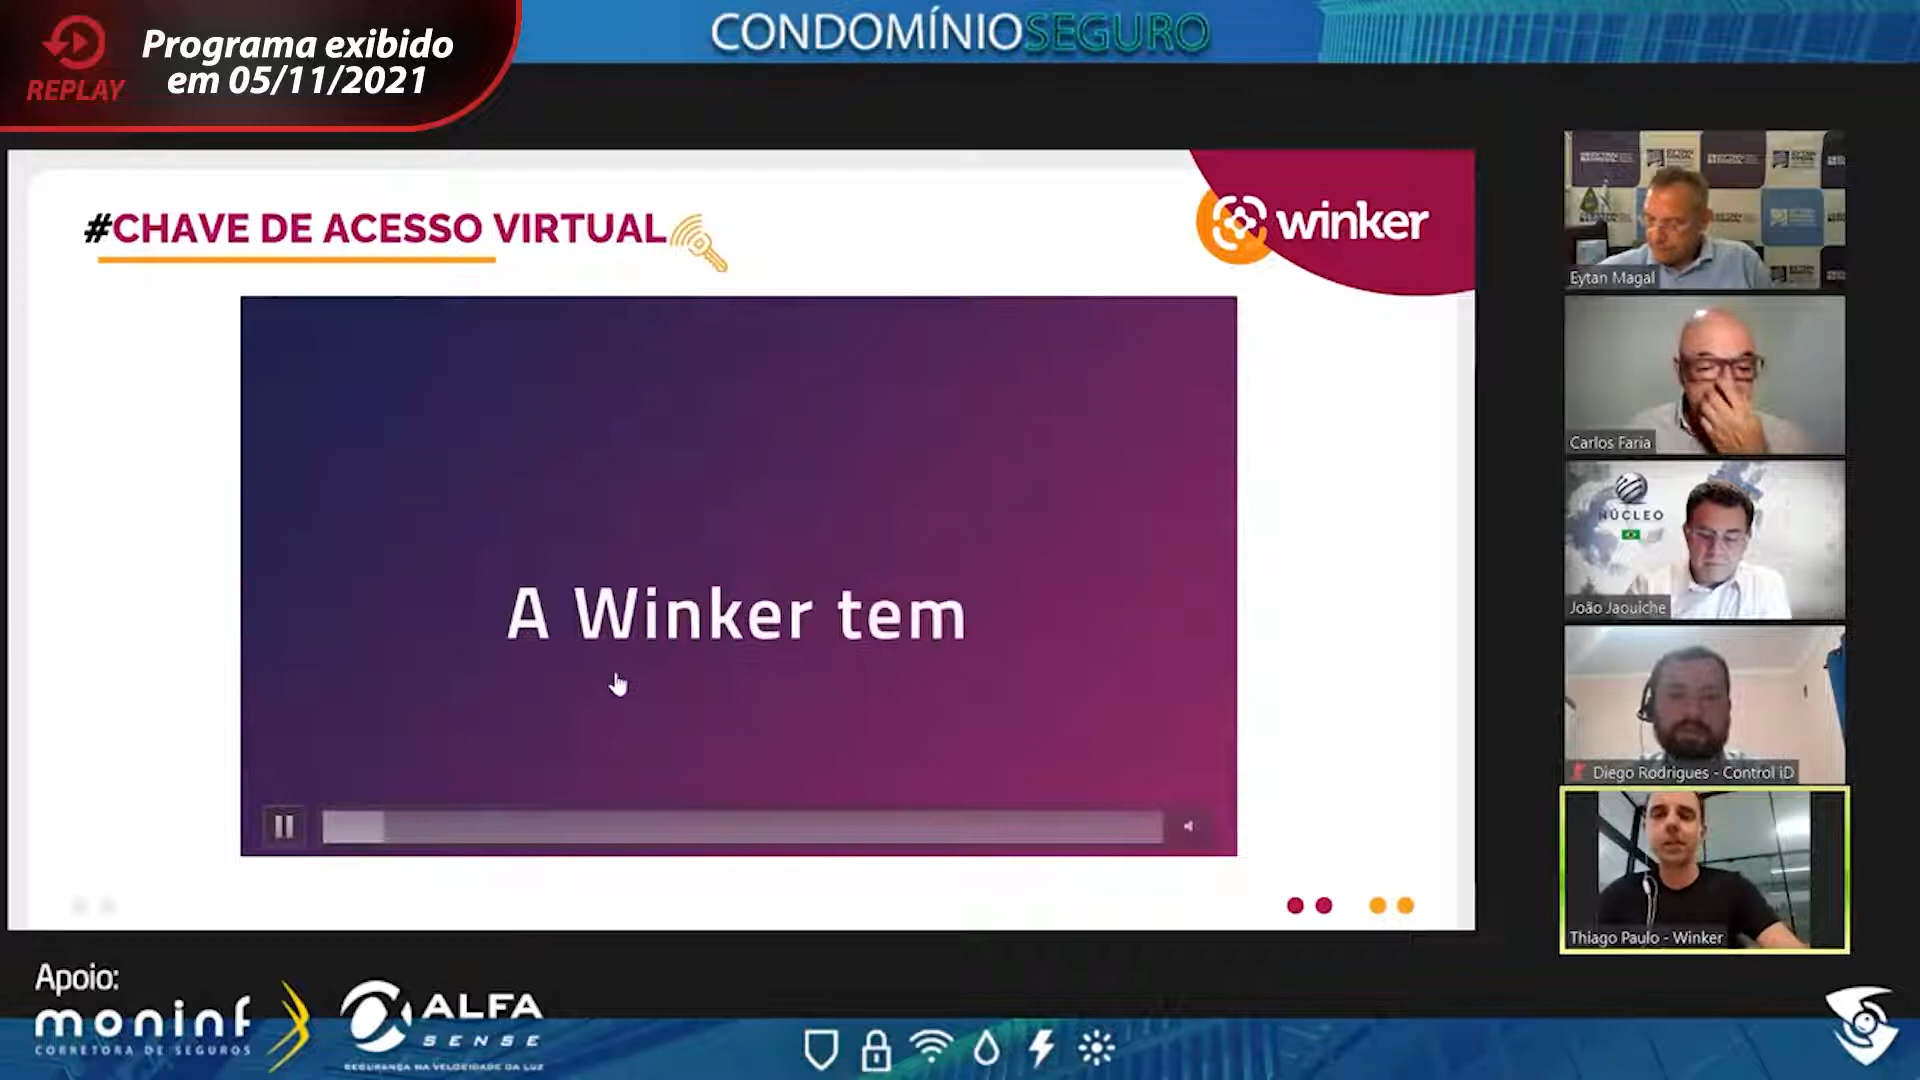 CONDOMÍNIOSEGURO
Programa exibido
em 05/11/2021
REPLAY
#CHAVE DE ACESSO VIRTUAL
winker
A Winker tem
Eytan Magal
Carlos Faria
NÚCLEO
João Jaouiche
Diego Rodrigues - Control iD
Thiago Paulo - Winker
Apoio:
moninf
CORRETORA DE SEGUROS
ALFA
SENSE
SEGURANÇA NA VELOCIDADE DA LUZ